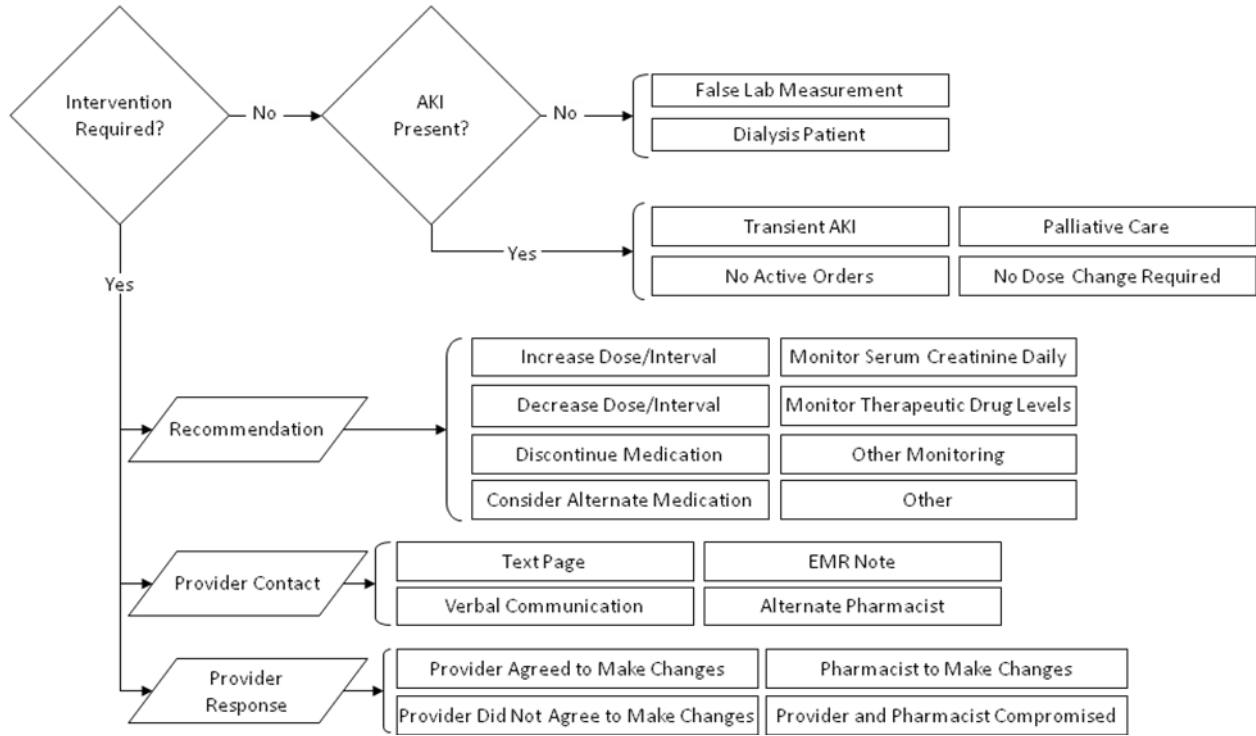 Intervention
Required?
No
AKI
Present?
No
False Lab Measurement
Dialysis Patient
Yes
Transient AKI
Palliative Care
No Active Orders
No Dose Change Required
Yes
Recommendation
Increase Dose/Interval
Monitor Serum Creatinine Daily
Decrease Dose/Interval
Monitor Therapeutic Drug Levels
Discontinue Medication
Other Monitoring
Consider Alternate Medication
Other
Provider Contact
Text Page
EMR Note
Verbal Communication
Alternate Pharmacist
Provider
Response
Provider Agreed to Make Changes
Pharmacist to Make Changes
Provider Did Not Agree to Make Changes
Provider and Pharmacist Compromised